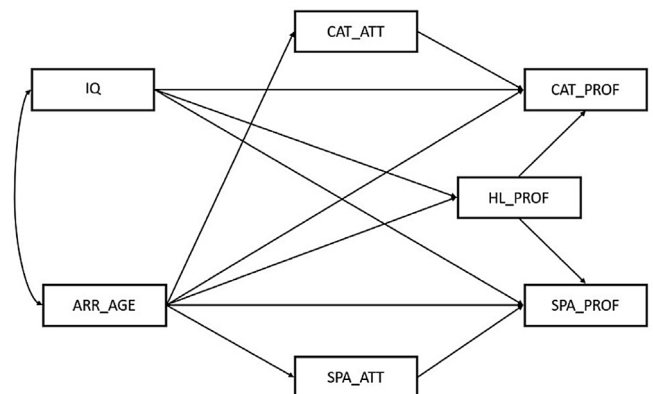 CAT_ATT
IQ
CAT_PROF
HL_PROF
ARR_AGE
SPA_PROF
SPA_ATT